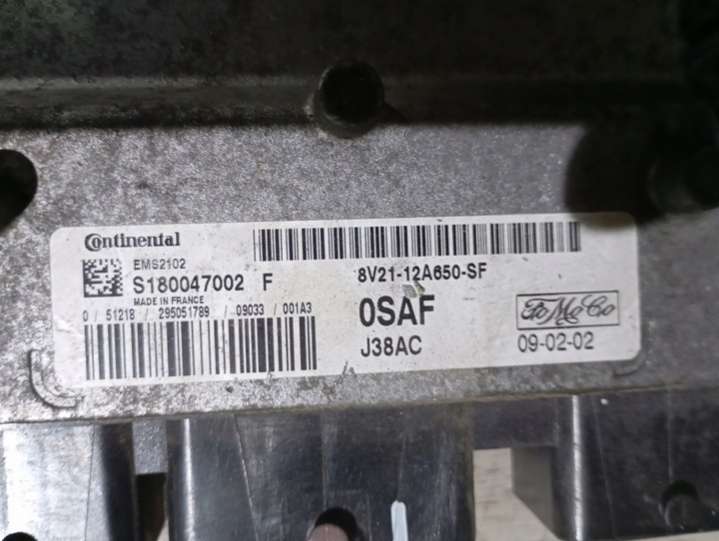 Continental
EMS2102
S180047002 F
MADE IN FRANCE
0 / 51218 / 295051789 / 09033 / 001A3
8V21-12A650-SF
0SAF
J38AC
FoMoCo
09-02-02